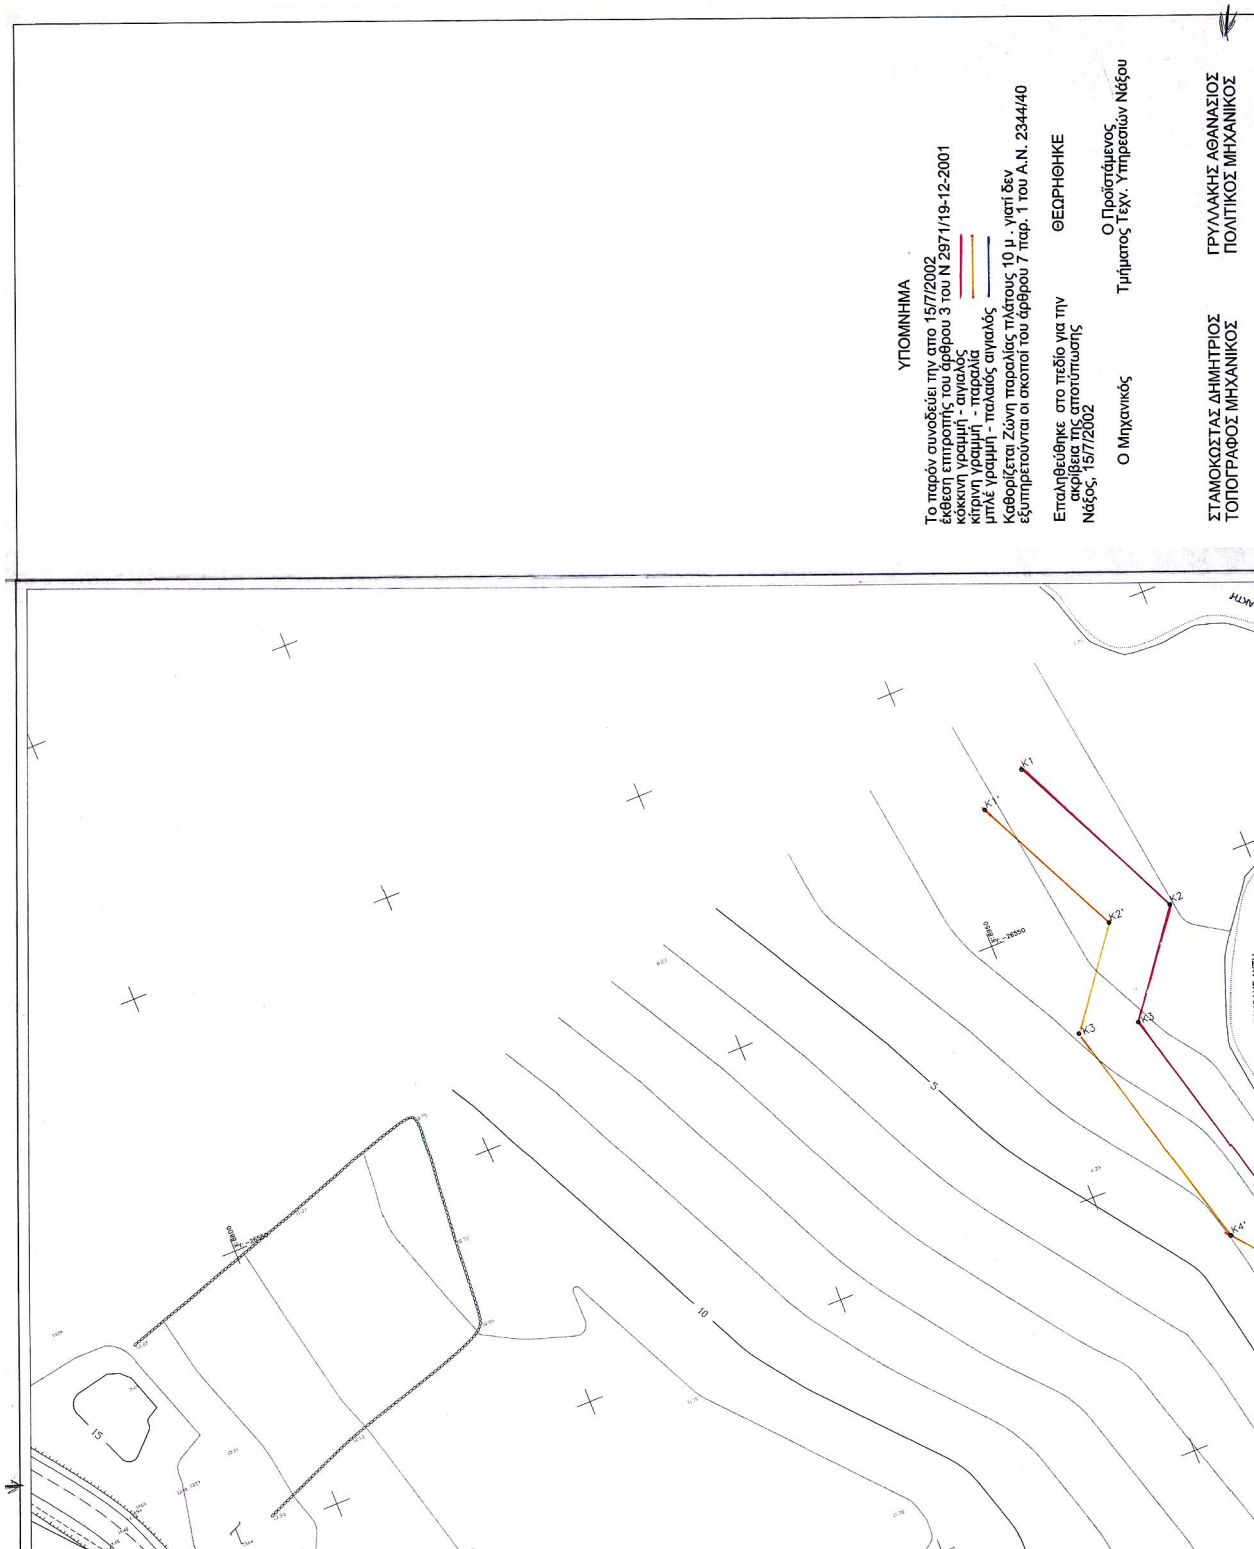 ΥΠΟΜΝΗΜΑ
Το παρόν συνοδεύει την απο 15/7/2002
έκθεση επιτροπής του άρθρου 3 του Ν 2971/19-12-2001
κόκκινη γραμμή - αιγιαλός
κίτρινη γραμμή - παραλία
μπλέ γραμμή - παλαιός αιγιαλός
Καθορίζεται Ζώνη παραλίας πλάτους 10 μ . γιατί δεν
εξυπηρετούνται οι σκοποί του άρθρου 7 παρ. 1 του Α.Ν. 2344/40
Επαληθεύθηκε στο πεδίο για την
ακρίβεια της αποτύπωσης
Νάξος, 15/7/2002
ΘΕΩΡΗΘΗΚΕ
Ο Μηχανικός
Ο Προϊστάμενος
Τμήματος Τεχν. Υπηρεσιών Νάξου
ΣΤΑΜΟΚΩΣΤΑΣ ΔΗΜΗΤΡΙΟΣ
ΤΟΠΟΓΡΑΦΟΣ ΜΗΧΑΝΙΚΟΣ
ΓΡΥΛΛΑΚΗΣ ΑΘΑΝΑΣΙΟΣ
ΠΟΛΙΤΙΚΟΣ ΜΗΧΑΝΙΚΟΣ
ΑΚΤΗ
K1
K1'
K2
K2'
K3
K3
K4'
5
10
15